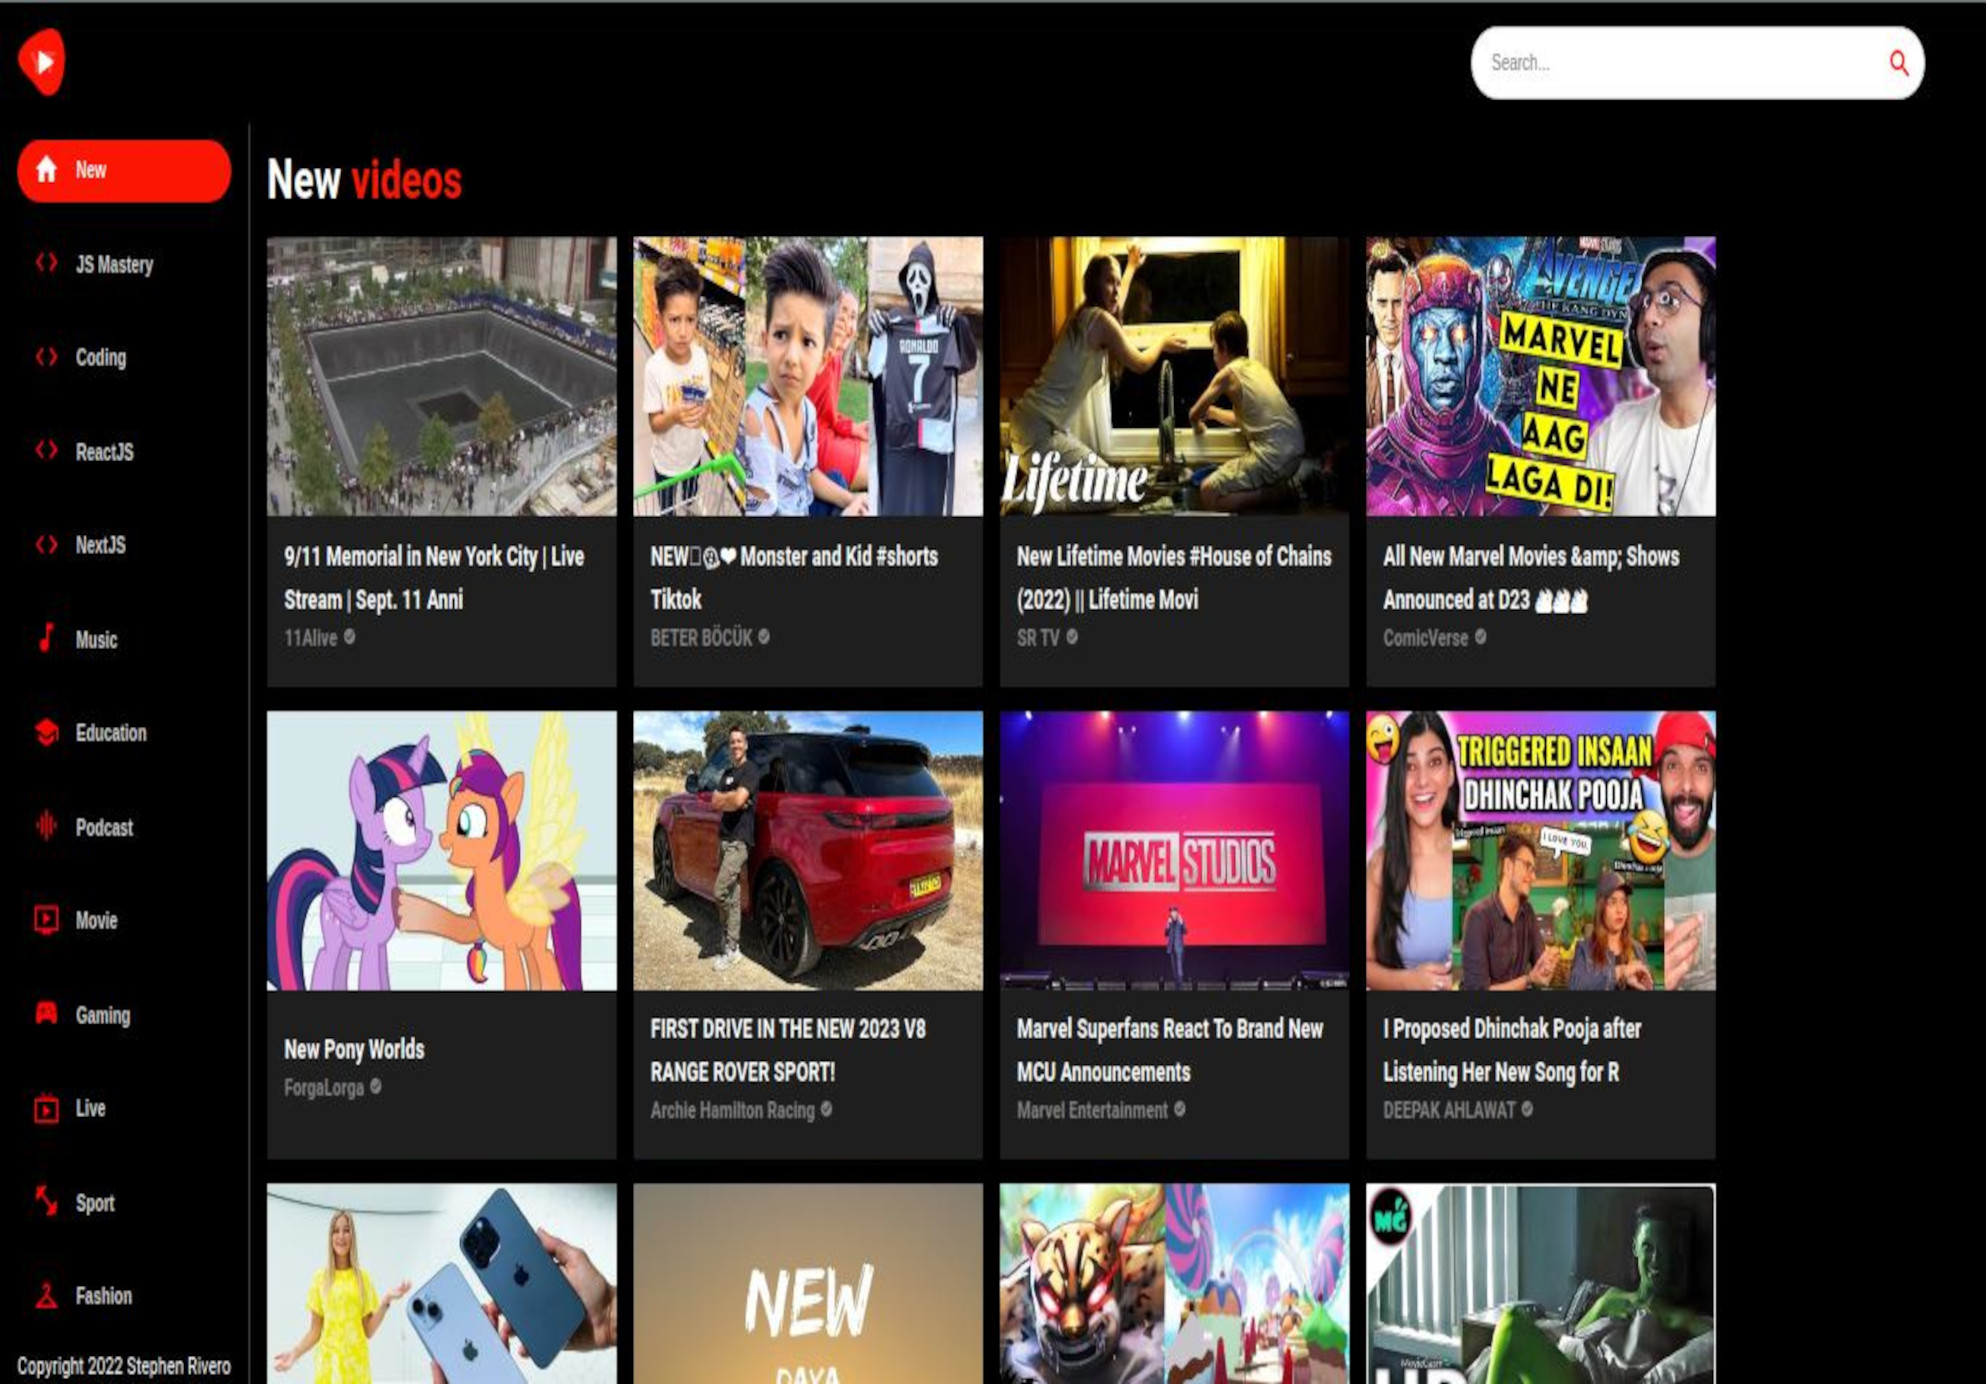 Search...
New
JS Mastery
Coding
ReactJS
NextJS
Music
Education
Podcast
Movie
Gaming
Live
Sport
Fashion
Copyright 2022 Stephen Rivero
New videos
RONALDO
7
Lifetime
AVENGE
MARVEL
NE
AAG
LAGA DI!
9/11 Memorial in New York City | Live
Stream | Sept. 11 Anni
11Alive
NEW❤ Monster and Kid #shorts
Tiktok
BETER BÖCÜK
New Lifetime Movies #House of Chains
(2022) || Lifetime Movi
SR TV
All New Marvel Movies &amp; Shows
Announced at D23
ComicVerse
MARVEL STUDIOS
TRIGGERED INSAAN
DHINCHAK POOJA
I LOVE YOU.
New Pony Worlds
ForgaLorga
FIRST DRIVE IN THE NEW 2023 V8
RANGE ROVER SPORT!
Archie Hamilton Racing
Marvel Superfans React To Brand New
MCU Announcements
Marvel Entertainment
I Proposed Dhinchak Pooja after
Listening Her New Song for R
DEEPAK AHLAWAT
NEW
MG